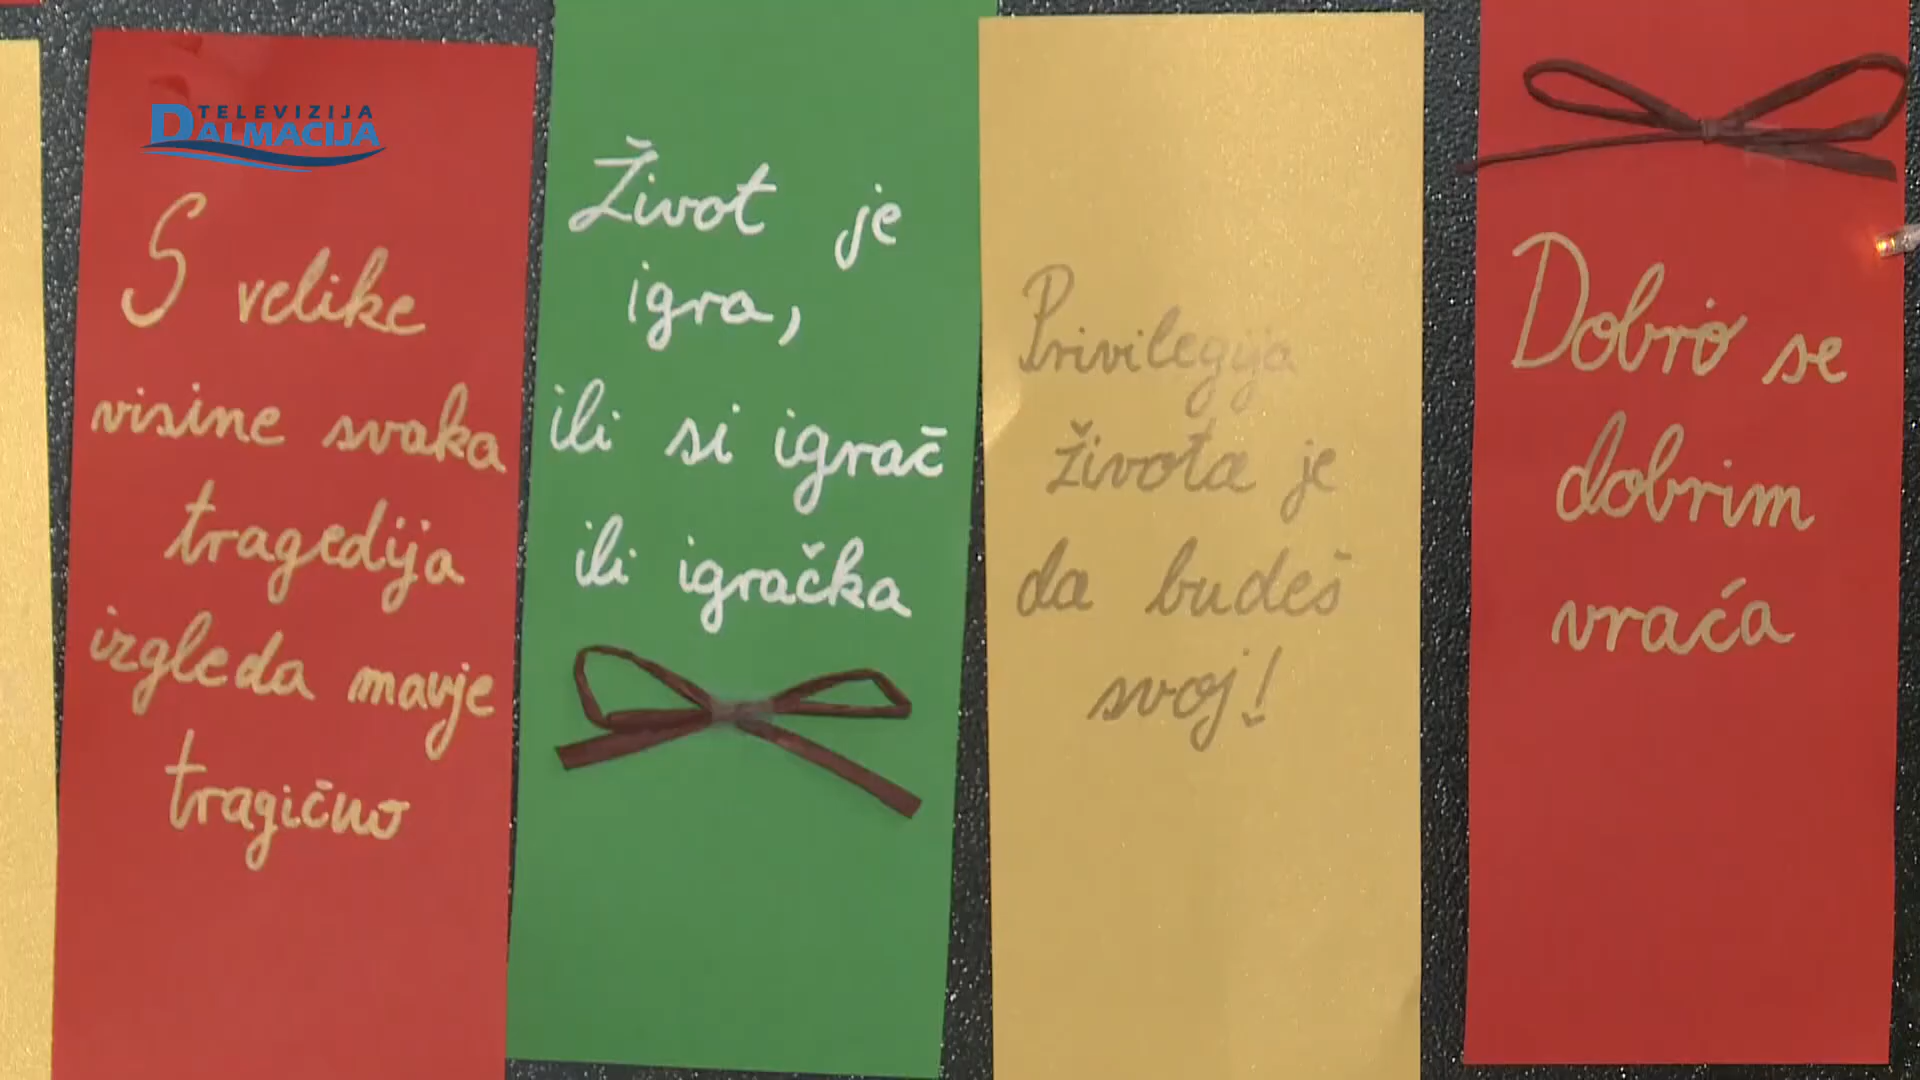 TELEVIZIJA
DALMACIJA
S velike
visine svaka
tragedija
izgleda manje
tragično
Život je
igra,
ili si igrač
ili igračka
Privilegija
života je
da budeš
svoj!
Dobro se
dobrim
vraća